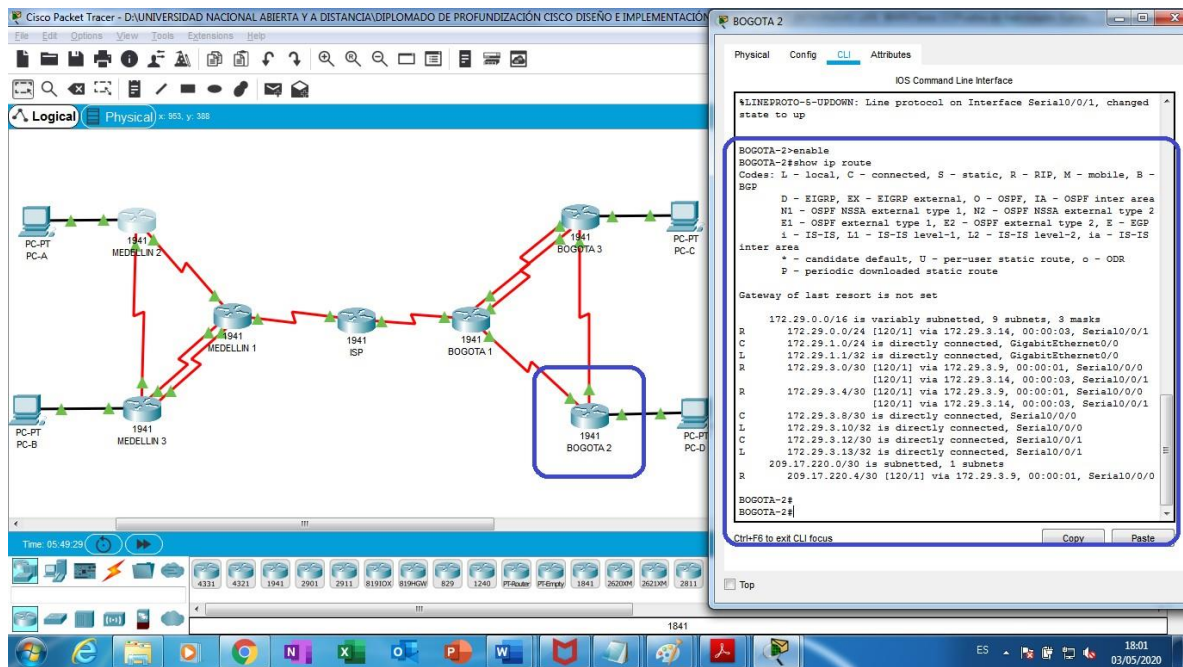 Cisco Packet Tracer - D:\UNIVERSIDAD NACIONAL ABIERTA Y A DISTANCIA\DIPLOMADO DE PROFUNDIZACIÓN CISCO DISEÑO E IMPLEMENTACIÓN
File Edit Options View Tools Extensions Help
Logical
Physical
x: 953, y: 388
PC-PT
PC-A
1941
MEDELLIN 2
1941
MEDELLIN 1
1941
ISP
1941
BOGOTA 1
1941
BOGOTA 3
PC-PT
PC-C
PC-PT
PC-B
1941
MEDELLIN 3
1941
BOGOTA 2
PC-PT
PC-D
Time: 05:49:29
4331 4321 1941 2901 2911 819IOX 819HGW 829 1240 PT-Router PT-Empty 1841 2620XM 2621XM 2811
1841
BOGOTA 2
Physical Config CLI Attributes
IOS Command Line Interface
%LINEPROTO-5-UPDOWN: Line protocol on Interface Serial0/0/1, changed
state to up
BOGOTA-2>enable
BOGOTA-2#show ip route
Codes: L - local, C - connected, S - static, R - RIP, M - mobile, B -
BGP
D - EIGRP, EX - EIGRP external, O - OSPF, IA - OSPF inter area
N1 - OSPF NSSA external type 1, N2 - OSPF NSSA external type 2
E1 - OSPF external type 1, E2 - OSPF external type 2, E - EGP
i - IS-IS, L1 - IS-IS level-1, L2 - IS-IS level-2, ia - IS-IS
inter area
* - candidate default, U - per-user static route, o - ODR
P - periodic downloaded static route
Gateway of last resort is not set
172.29.0.0/16 is variably subnetted, 9 subnets, 3 masks
R 172.29.0.0/24 [120/1] via 172.29.3.14, 00:00:03, Serial0/0/1
C 172.29.1.0/24 is directly connected, GigabitEthernet0/0
L 172.29.1.1/32 is directly connected, GigabitEthernet0/0
R 172.29.3.0/30 [120/1] via 172.29.3.9, 00:00:01, Serial0/0/0
[120/1] via 172.29.3.14, 00:00:03, Serial0/0/1
R 172.29.3.4/30 [120/1] via 172.29.3.9, 00:00:01, Serial0/0/0
[120/1] via 172.29.3.14, 00:00:03, Serial0/0/1
C 172.29.3.8/30 is directly connected, Serial0/0/0
L 172.29.3.10/32 is directly connected, Serial0/0/0
C 172.29.3.12/30 is directly connected, Serial0/0/1
L 172.29.3.13/32 is directly connected, Serial0/0/1
209.17.220.0/30 is subnetted, 1 subnets
R 209.17.220.4/30 [120/1] via 172.29.3.9, 00:00:01, Serial0/0/0
BOGOTA-2#
BOGOTA-2#
Ctrl+F6 to exit CLI focus
Copy Paste
Top
ES
18:01
03/05/2020